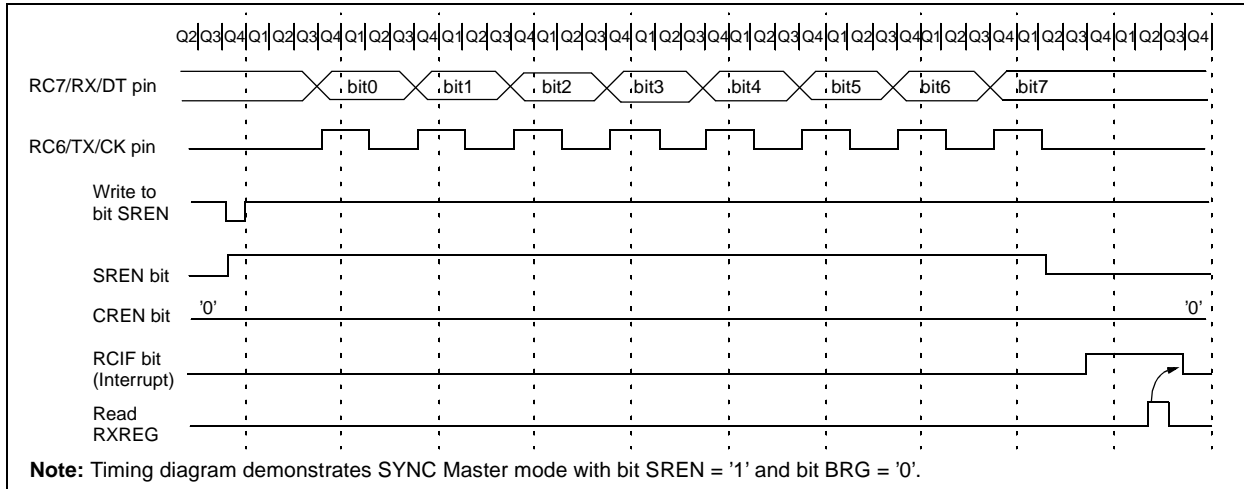 Q2 Q3 Q4 Q1 Q2 Q3 Q4 Q1 Q2 Q3 Q4 Q1 Q2 Q3 Q4 Q1 Q2 Q3 Q4 Q1 Q2 Q3 Q4 Q1 Q2 Q3 Q4 Q1 Q2 Q3 Q4 Q1 Q2 Q3 Q4 Q1 Q2 Q3 Q4 Q1 Q2 Q3 Q4
RC7/RX/DT pin bit0 bit1 bit2 bit3 bit4 bit5 bit6 bit7
RC6/TX/CK pin
Write to
bit SREN
SREN bit
CREN bit '0' '0'
RCIF bit
(Interrupt)
Read
RXREG
Note: Timing diagram demonstrates SYNC Master mode with bit SREN = '1' and bit BRG = '0'.